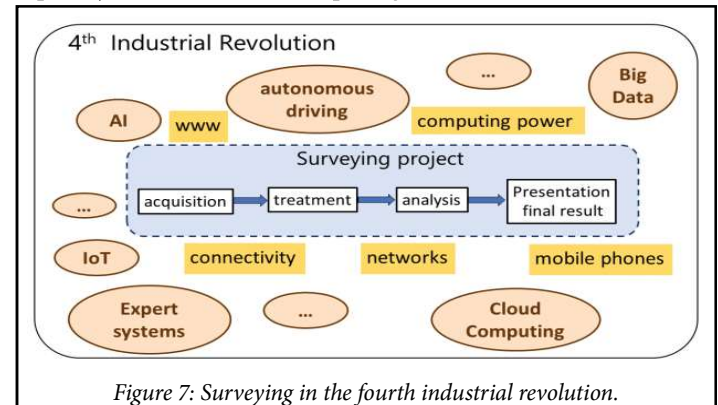 4th Industrial Revolution
...
Big
Data
autonomous
driving
AI
www
computing power
Surveying project
acquisition
treatment
analysis
Presentation
final result
...
IoT
connectivity
networks
mobile phones
Expert
systems
...
Cloud
Computing
Figure 7: Surveying in the fourth industrial revolution.